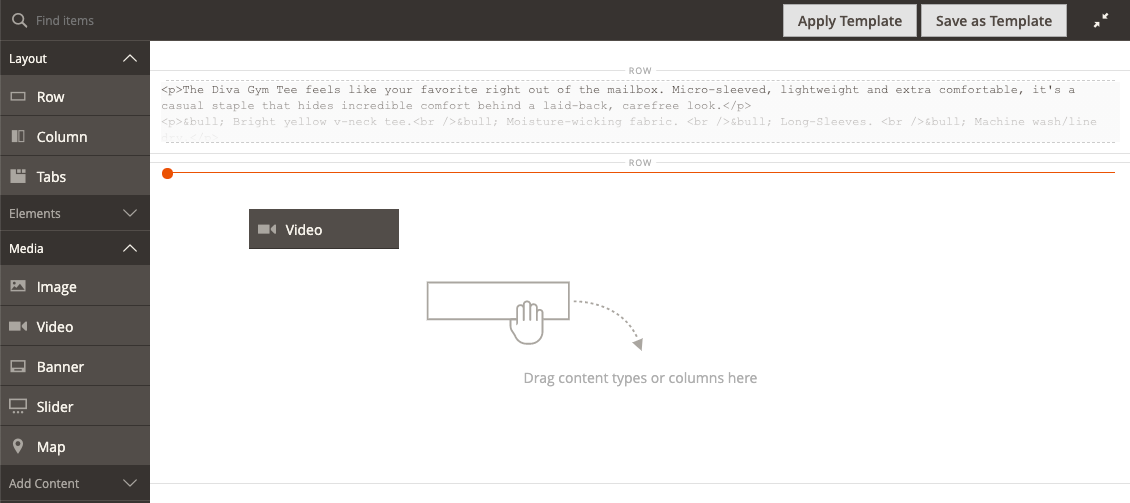 Find items
Apply Template
Save as Template
Layout
Row
Column
Tabs
Elements
Media
Image
Video
Banner
Slider
Map
Add Content
ROW
<p>The Diva Gym Tee feels like your favorite right out of the mailbox. Micro-sleeved, lightweight and extra comfortable, it's a
casual staple that hides incredible comfort behind a laid-back, carefree look.</p>
<p>&bull; Bright yellow v-neck tee.<br />&bull; Moisture-wicking fabric. <br />&bull; Long-Sleeves. <br />&bull; Machine wash/line
dry.</p>
ROW
Video
Drag content types or columns here